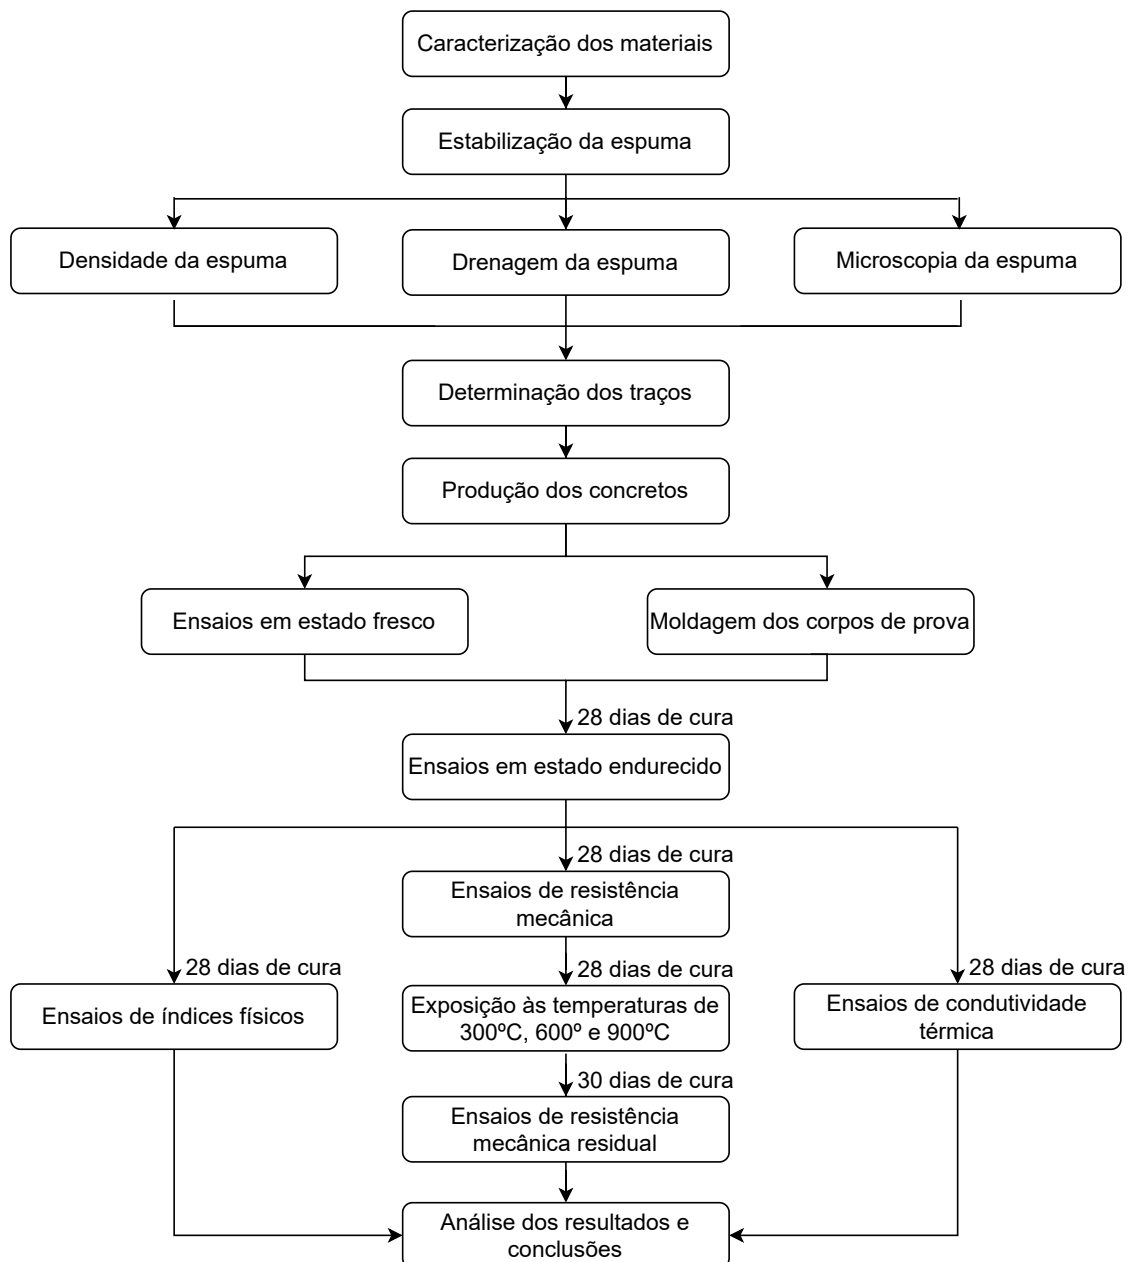 Caracterização dos materiais
Estabilização da espuma
Densidade da espuma
Drenagem da espuma
Microscopia da espuma
Determinação dos traços
Produção dos concretos
Ensaios em estado fresco
Moldagem dos corpos de prova
28 dias de cura
Ensaios em estado endurecido
28 dias de cura
Ensaios de resistência
mecânica
28 dias de cura
28 dias de cura
28 dias de cura
Ensaios de índices físicos
Exposição às temperaturas de
300ºC, 600º e 900ºC
Ensaios de condutividade
térmica
30 dias de cura
Ensaios de resistência
mecânica residual
Análise dos resultados e
conclusões